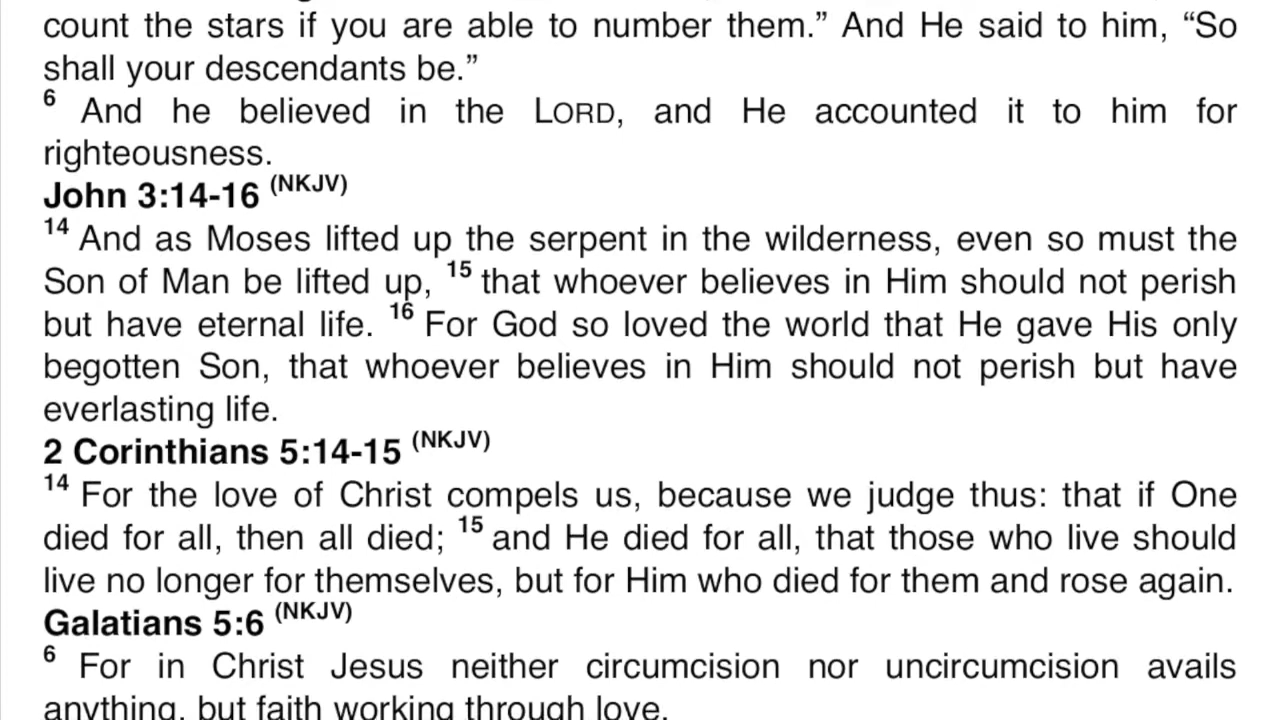 count the stars if you are able to number them.” And He said to him, “So
shall your descendants be.”
6 And he believed in the LORD, and He accounted it to him for
righteousness.
John 3:14-16 (NKJV)
14 And as Moses lifted up the serpent in the wilderness, even so must the
Son of Man be lifted up, 15 that whoever believes in Him should not perish
but have eternal life. 16 For God so loved the world that He gave His only
begotten Son, that whoever believes in Him should not perish but have
everlasting life.
2 Corinthians 5:14-15 (NKJV)
14 For the love of Christ compels us, because we judge thus: that if One
died for all, then all died; 15 and He died for all, that those who live should
live no longer for themselves, but for Him who died for them and rose again.
Galatians 5:6 (NKJV)
6 For in Christ Jesus neither circumcision nor uncircumcision avails
anything, but faith working through love.